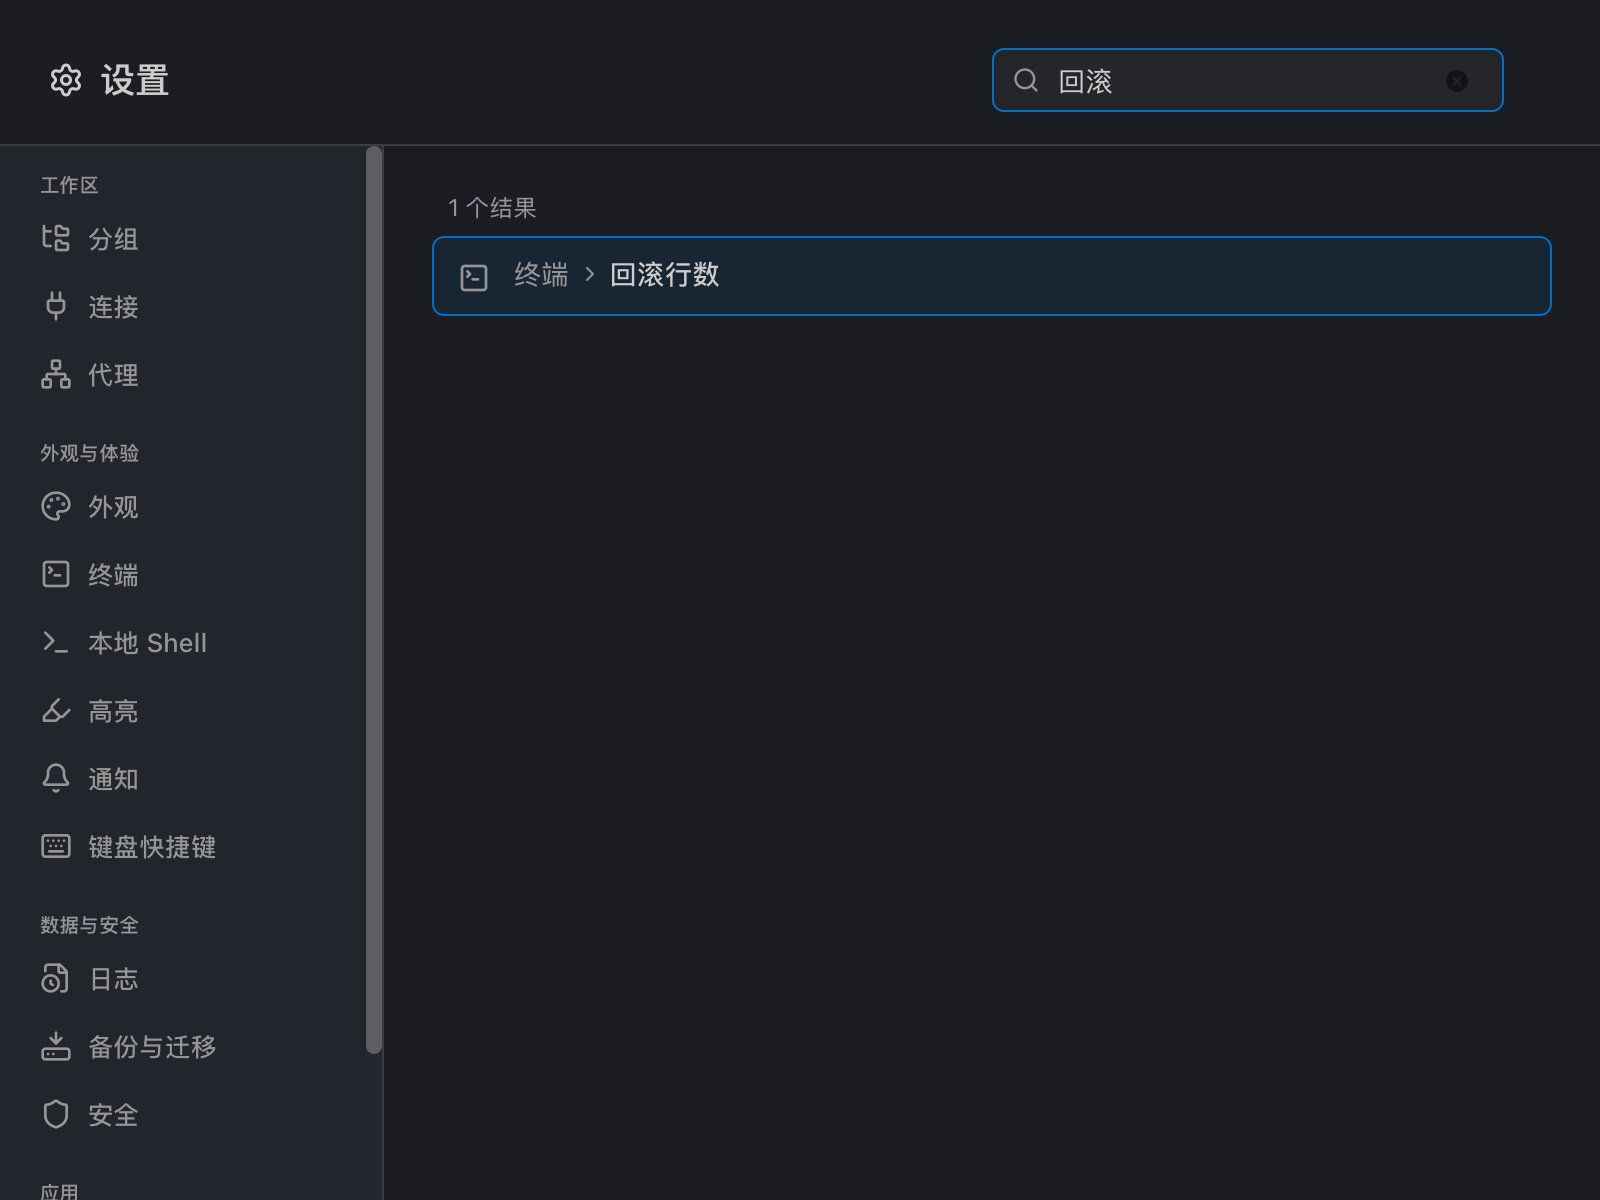 设置
回滚
工作区
分组
连接
代理
外观与体验
外观
终端
本地 Shell
高亮
通知
键盘快捷键
数据与安全
日志
备份与迁移
安全
应用
1 个结果
终端 > 回滚行数